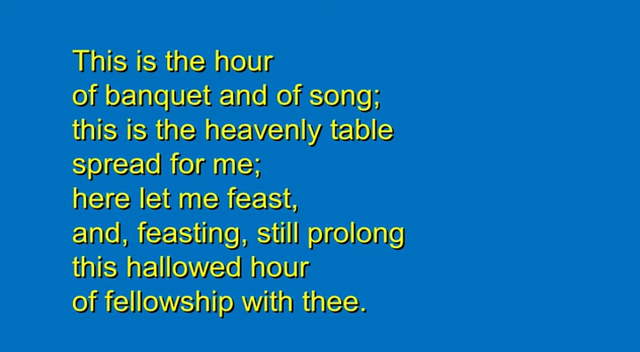 This is the hour
of banquet and of song;
this is the heavenly table
spread for me;
here let me feast,
and, feasting, still prolong
this hallowed hour
of fellowship with thee.